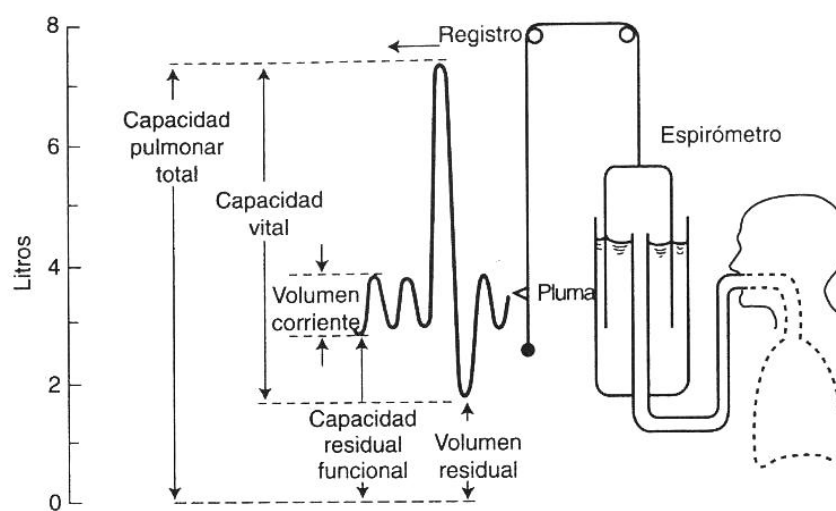 8
6
4
2
0
Litros
Registro
Capacidad
pulmonar
total
Capacidad
vital
Volumen
corriente
Capacidad
residual
funcional
Volumen
residual
Pluma
Espirómetro